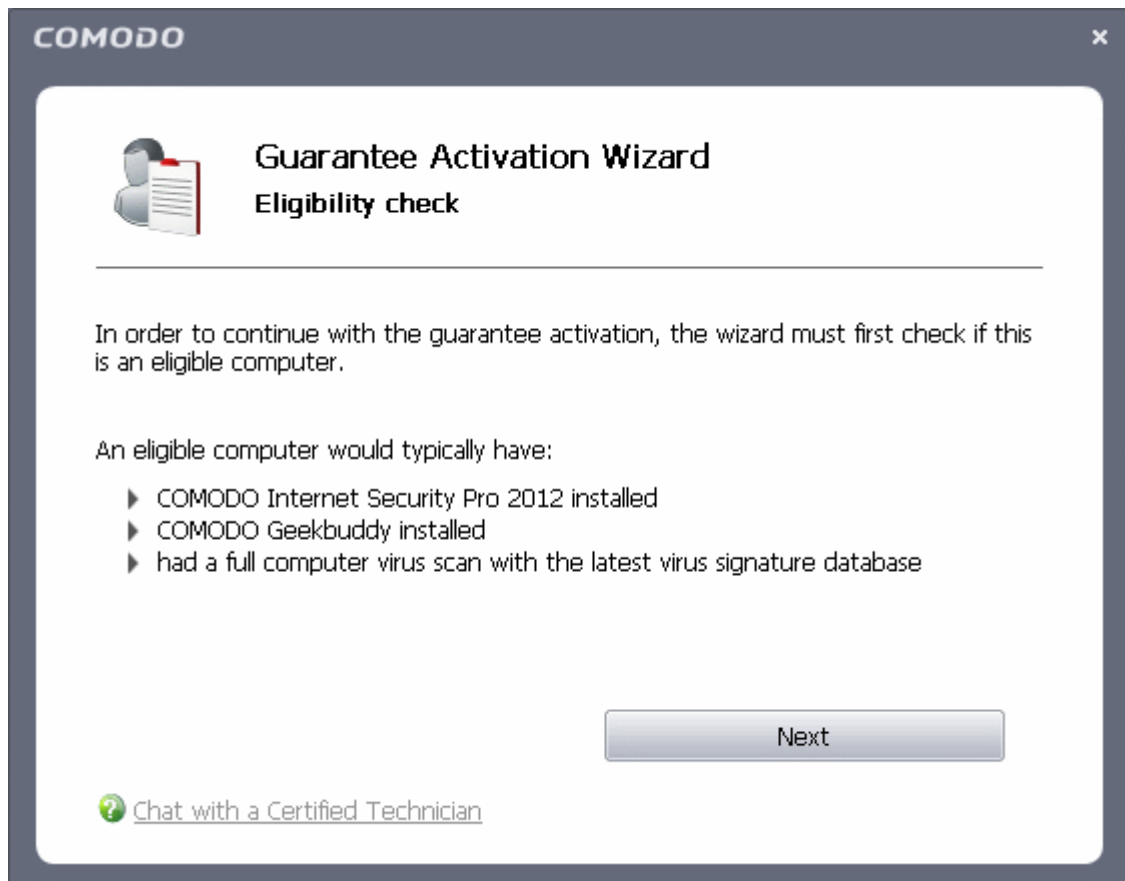 COMODO
Guarantee Activation Wizard
Eligibility check
In order to continue with the guarantee activation, the wizard must first check if this
is an eligible computer.
An eligible computer would typically have:
COMODO Internet Security Pro 2012 installed
COMODO Geekbuddy installed
had a full computer virus scan with the latest virus signature database
Next
Chat with a Certified Technician